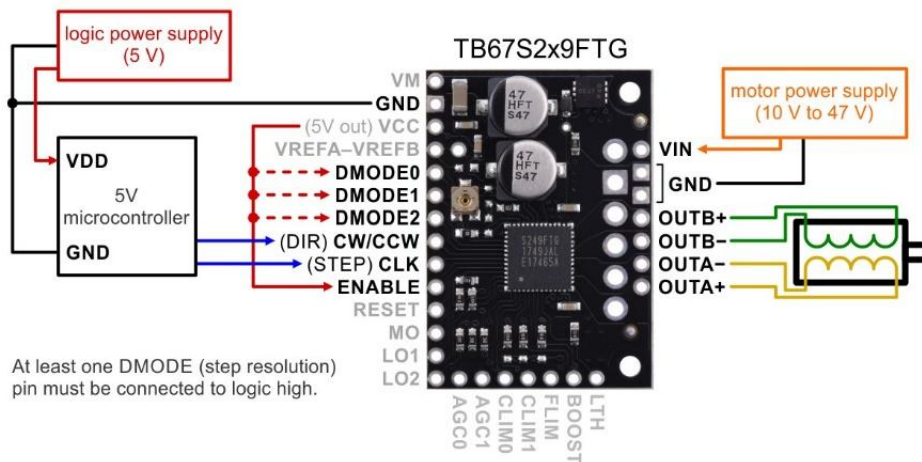 logic power supply
(5 V)
TB67S2x9FTG
VM
GND
(5V out) VCC
VREFA–VREFB
DMODE0
DMODE1
DMODE2
(DIR) CW/CCW
(STEP) CLK
ENABLE
RESET
MO
LO1
LO2
VDD
5V
microcontroller
GND
motor power supply
(10 V to 47 V)
VIN
GND
OUTB+
OUTB–
OUTA–
OUTA+
47
HFT
S47
47
HFT
S47
S249FTG
1749JAL
E17465A
At least one DMODE (step resolution)
pin must be connected to logic high.
AGC0
AGC1
CLIM0
CLIM1
FLIM
BOOST
LTH